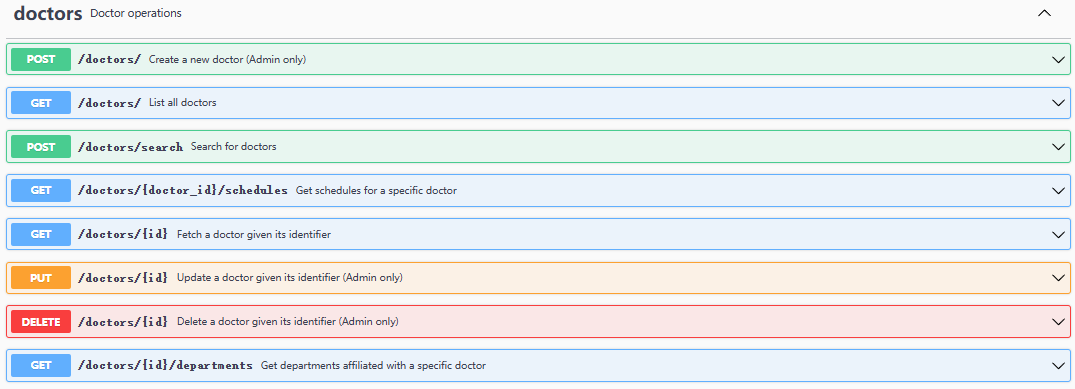 doctors Doctor operations
POST /doctors/ Create a new doctor (Admin only)
GET /doctors/ List all doctors
POST /doctors/search Search for doctors
GET /doctors/{doctor_id}/schedules Get schedules for a specific doctor
GET /doctors/{id} Fetch a doctor given its identifier
PUT /doctors/{id} Update a doctor given its identifier (Admin only)
DELETE /doctors/{id} Delete a doctor given its identifier (Admin only)
GET /doctors/{id}/departments Get departments affiliated with a specific doctor